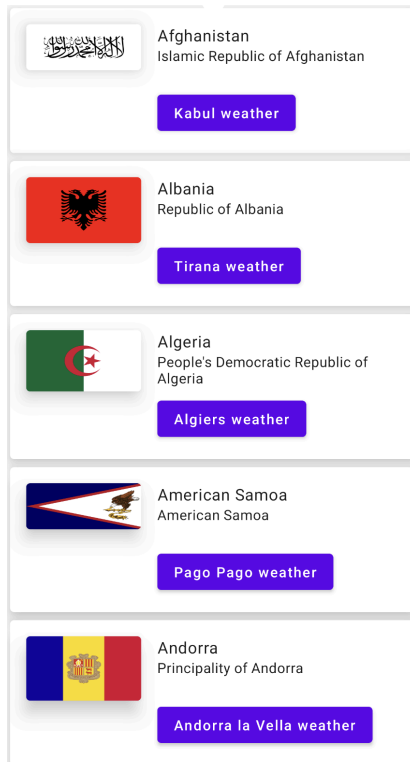 Afghanistan
Islamic Republic of Afghanistan
Kabul weather
Albania
Republic of Albania
Tirana weather
Algeria
People's Democratic Republic of
Algeria
Algiers weather
American Samoa
American Samoa
Pago Pago weather
Andorra
Principality of Andorra
Andorra la Vella weather